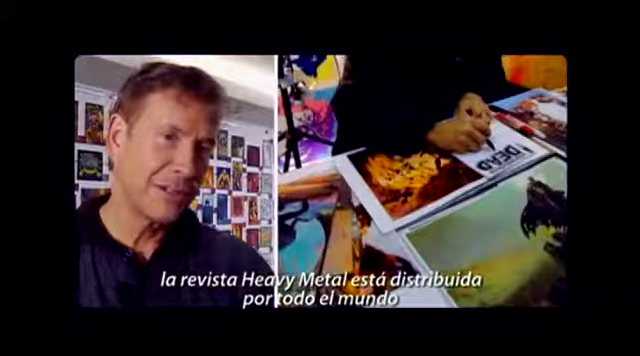 DEAD
la revista Heavy Metal está distribuida
por todo el mundo